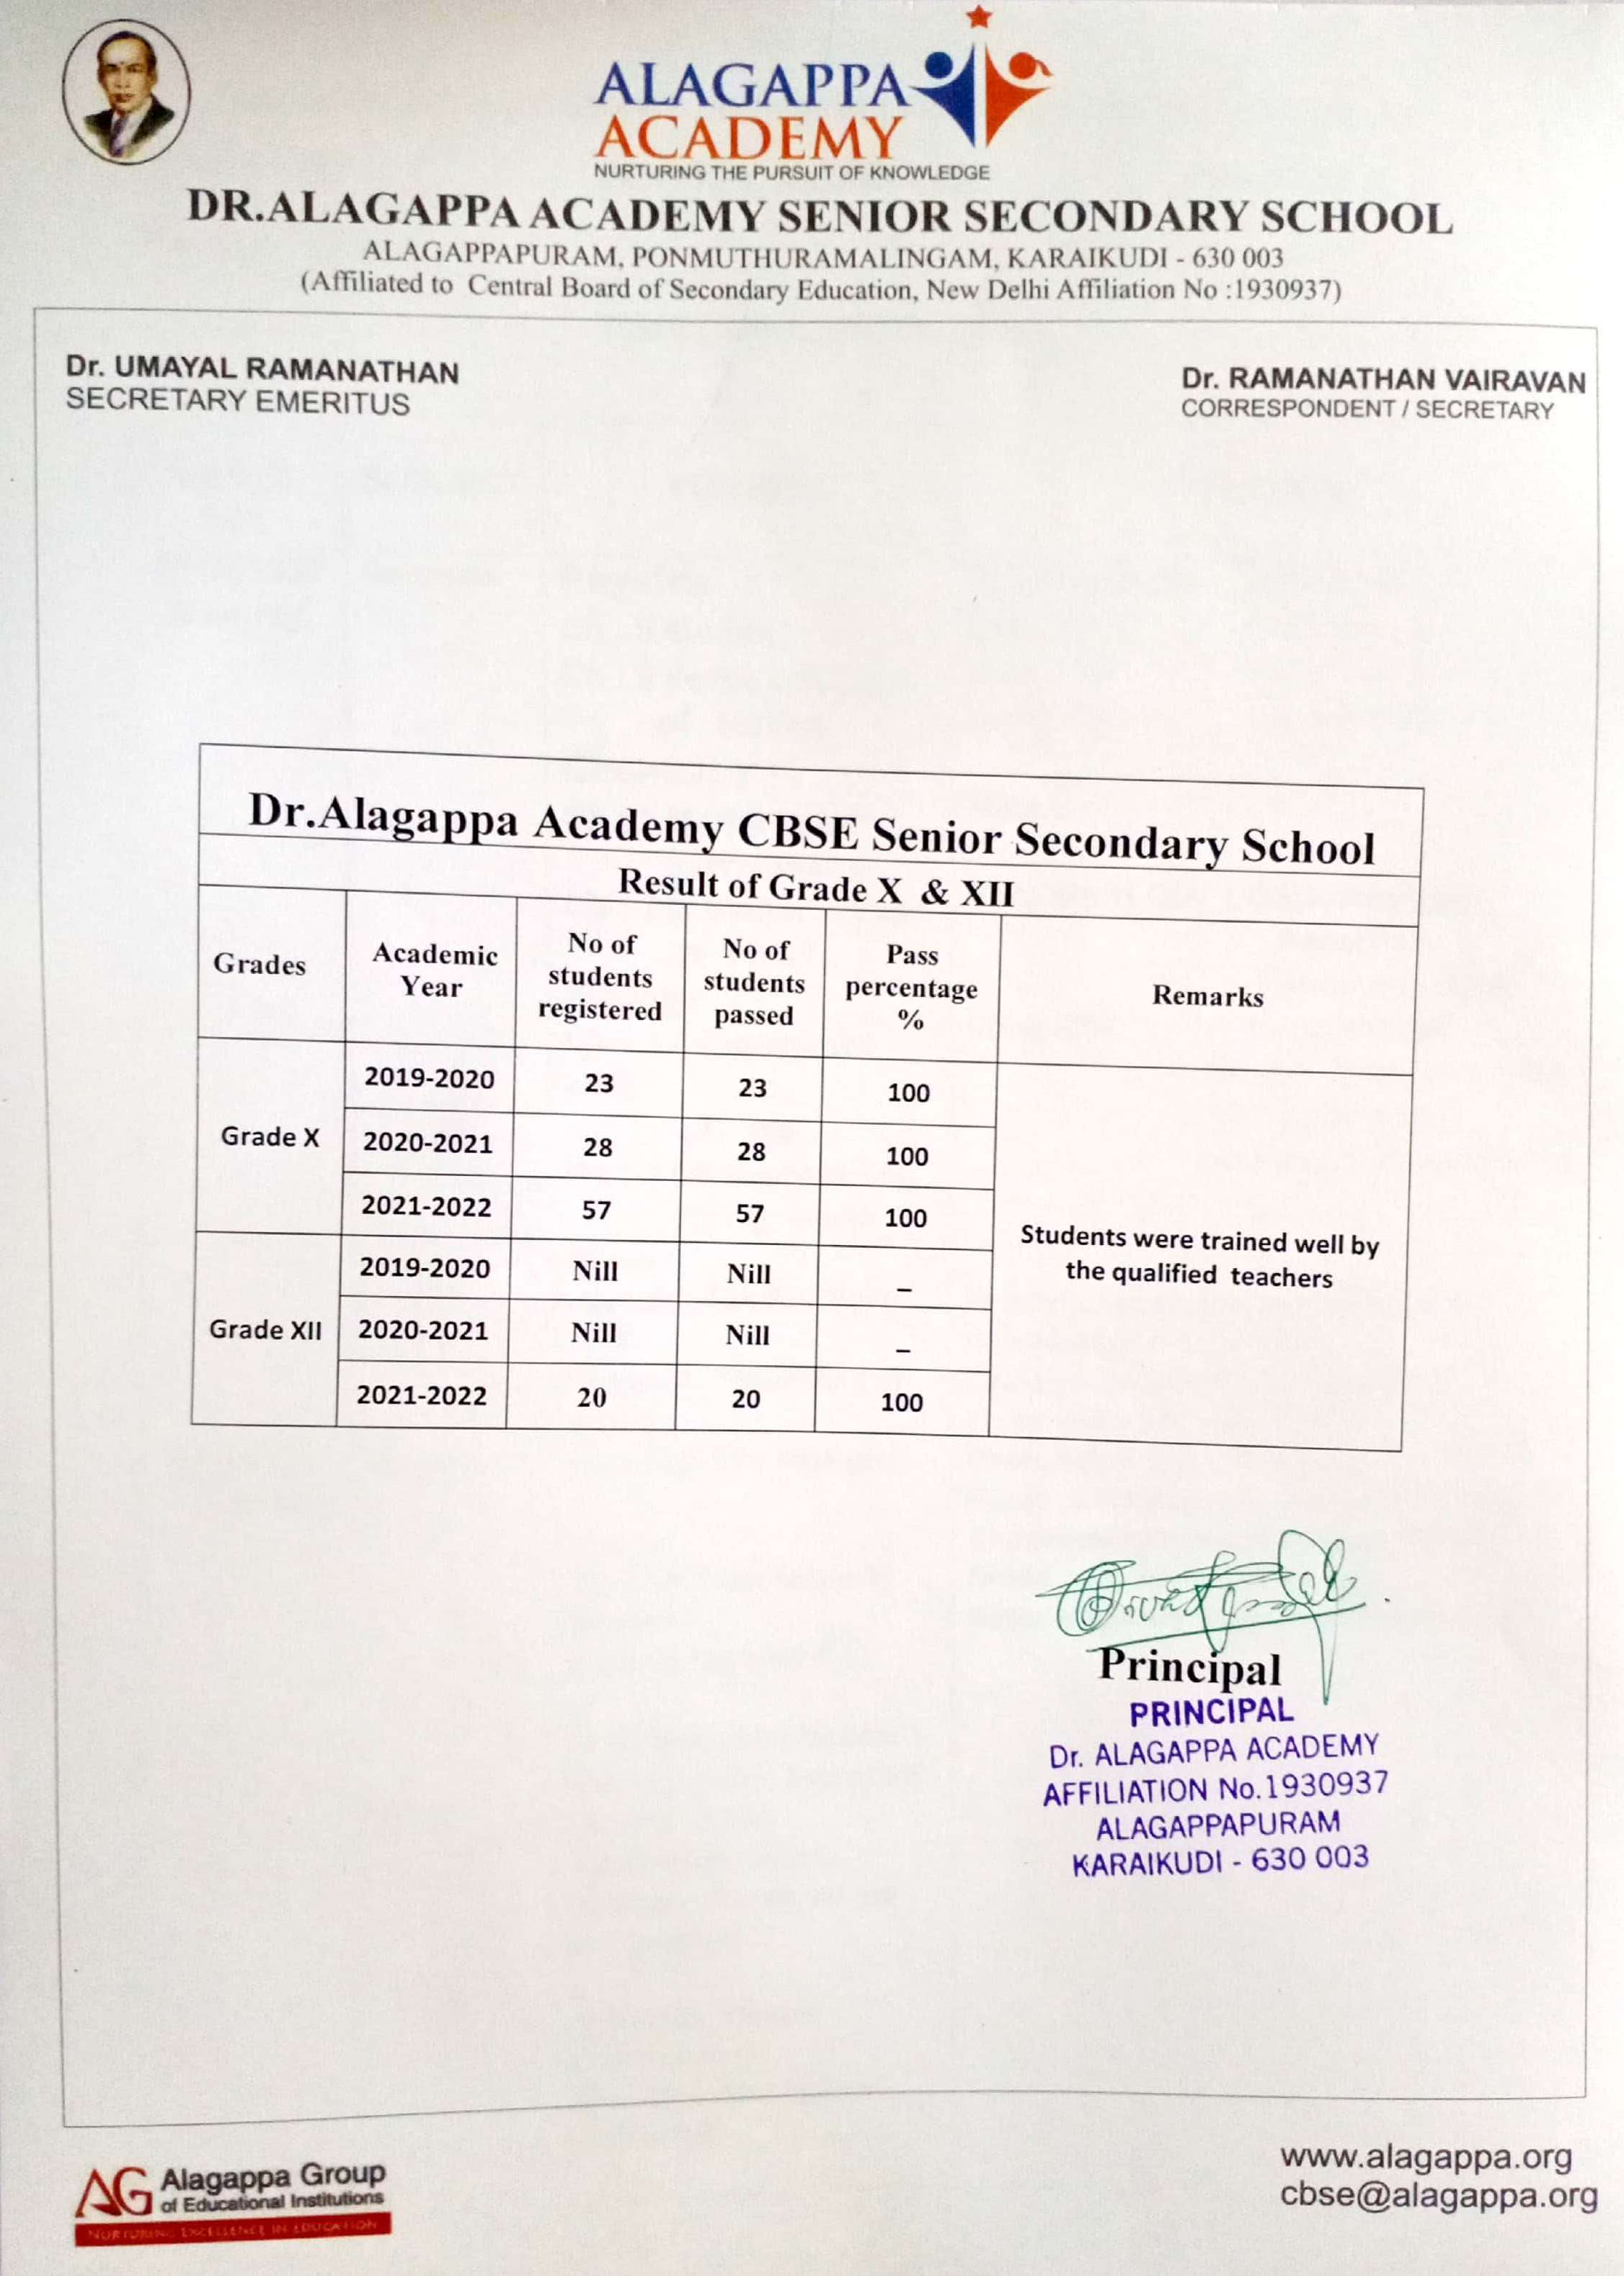 ALAGAPPA
ACADEMY
NURTURING THE PURSUIT OF KNOWLEDGE
DR.ALAGAPPA ACADEMY SENIOR SECONDARY SCHOOL
ALAGAPPAPURAM, PONMUTHURAMALINGAM, KARAIKUDI - 630 003
(Affiliated to Central Board of Secondary Education, New Delhi Affiliation No :1930937)
Dr. UMAYAL RAMANATHAN
SECRETARY EMERITUS
Dr. RAMANATHAN VAIRAVAN
CORRESPONDENT / SECRETARY
Dr.Alagappa Academy CBSE Senior Secondary School
Result of Grade X & XII
Grades Academic Year No of students registered No of students passed Pass percentage % Remarks
Grade X 2019-2020 23 23 100
2020-2021 28 28 100
2021-2022 57 57 100
Grade XII 2019-2020 Nill Nill _
2020-2021 Nill Nill _
2021-2022 20 20 100
Students were trained well by
the qualified teachers
Principal
PRINCIPAL
Dr. ALAGAPPA ACADEMY
AFFILIATION No.1930937
ALAGAPPAPURAM
KARAIKUDI - 630 003
AG Alagappa Group
of Educational Institutions
NURTURING EXCELLENCE IN EDUCATION
www.alagappa.org
cbse@alagappa.org